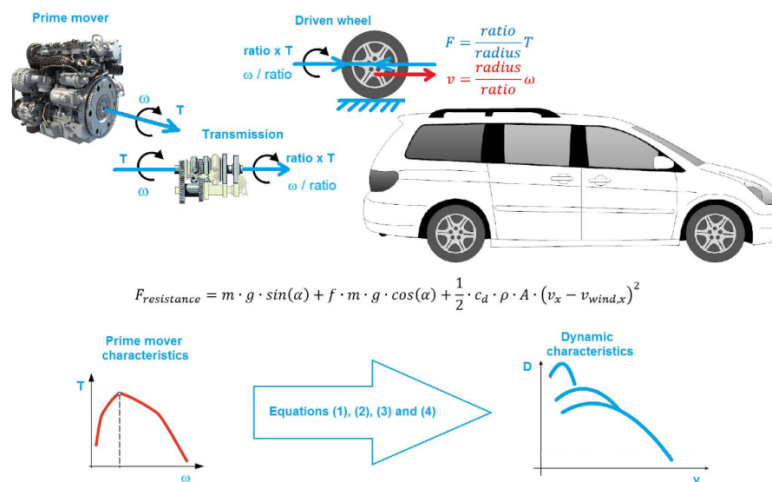 Prime mover
ω
T
Transmission
T
ω
ratio x T
ω / ratio
Driven wheel
ratio x T
ω / ratio
F = ratio/radius T
v = radius/ratio ω
F_resistance = m · g · sin(α) + f · m · g · cos(α) + 1/2 · c_d · ρ · A · (v_x − v_wind,x)^2
Prime mover
characteristics
T
ω
Equations (1), (2), (3) and (4)
Dynamic
characteristics
D
v